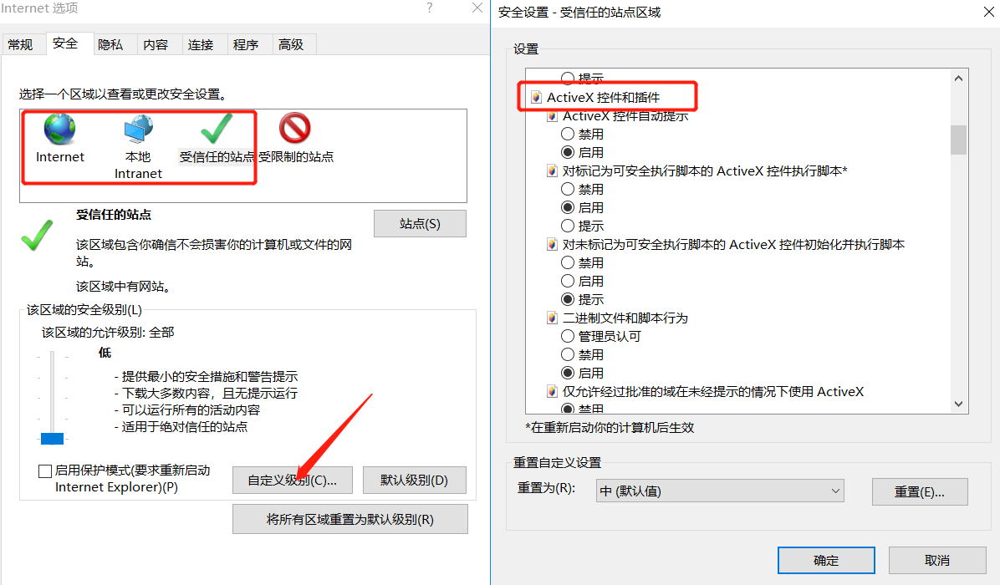 Internet 选项
?
常规
安全
隐私
内容
连接
程序
高级
选择一个区域以查看或更改安全设置。
Internet
本地
Intranet
受信任的站点
受限制的站点
受信任的站点
站点(S)
该区域包含你确信不会损害你的计算机或文件的网
站。
该区域中有网站。
该区域的安全级别(L)
该区域的允许级别: 全部
低
- 提供最小的安全措施和警告提示
- 下载大多数内容，且无提示运行
- 可以运行所有的活动内容
- 适用于绝对信任的站点
启用保护模式(要求重新启动
Internet Explorer)(P)
自定义级别(C)...
默认级别(D)
将所有区域重置为默认级别(R)
安全设置 - 受信任的站点区域
设置
提示
ActiveX 控件和插件
ActiveX 控件自动提示
禁用
启用
对标记为可安全执行脚本的 ActiveX 控件执行脚本*
禁用
启用
提示
对未标记为可安全执行脚本的 ActiveX 控件初始化并执行脚本
禁用
启用
提示
二进制文件和脚本行为
管理员认可
禁用
启用
仅允许经过批准的域在未经提示的情况下使用 ActiveX
禁用
*在重新启动你的计算机后生效
重置自定义设置
重置为(R):
中 (默认值)
重置(E)...
确定
取消